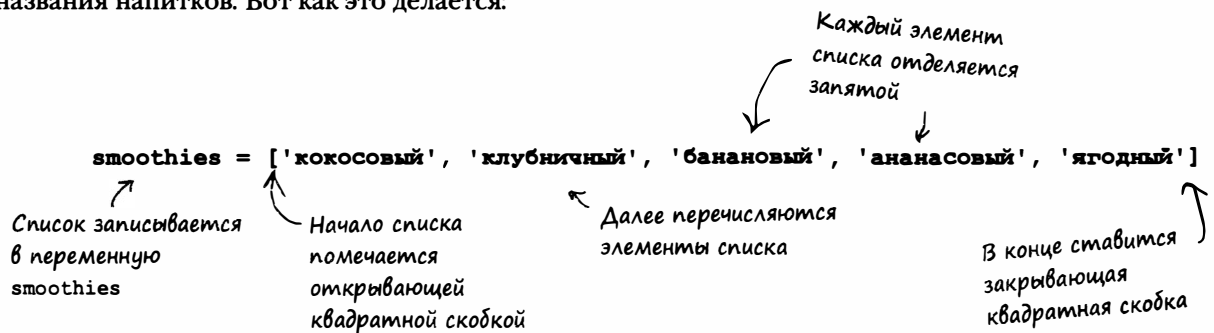 названия напитков. Вот как это делается:
Каждый элемент
списка отделяется
запятой
smoothies = ['кокосовый', 'клубничный', 'банановый', 'ананасовый', 'ягодный']
Список записывается
в переменную
smoothies
Начало списка
помечается
открывающей
квадратной скобкой
Далее перечисляются
элементы списка
В конце ставится
закрывающая
квадратная скобка